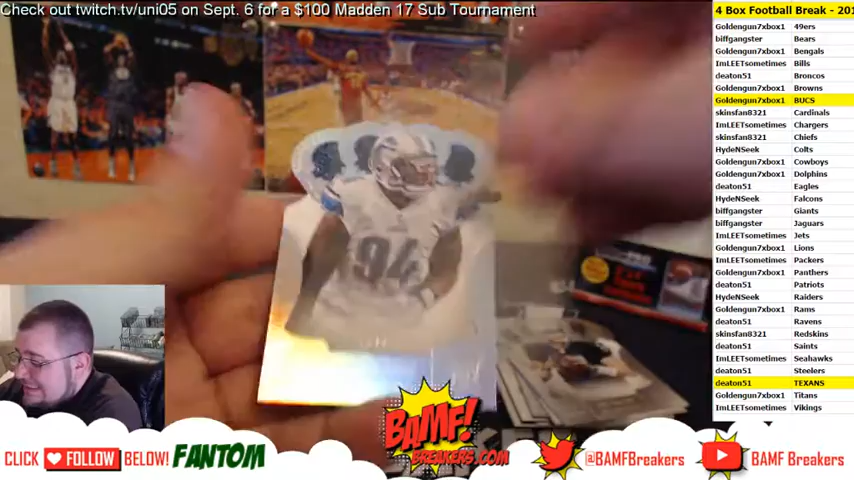 Check out twitch.tv/uni05 on Sept. 6 for a $100 Madden 17 Sub Tournament
4 Box Football Break - 201
Goldengun7xbox1 49ers
biffgangster Bears
Goldengun7xbox1 Bengals
ImLEETsometimes Bills
deaton51 Broncos
Goldengun7xbox1 Browns
Goldengun7xbox1 BUCS
skinsfan8321 Cardinals
ImLEETsometimes Chargers
skinsfan8321 Chiefs
HydeNSeek Colts
Goldengun7xbox1 Cowboys
Goldengun7xbox1 Dolphins
deaton51 Eagles
HydeNSeek Falcons
biffgangster Giants
biffgangster Jaguars
ImLEETsometimes Jets
Goldengun7xbox1 Lions
ImLEETsometimes Packers
Goldengun7xbox1 Panthers
deaton51 Patriots
HydeNSeek Raiders
Goldengun7xbox1 Rams
deaton51 Ravens
skinsfan8321 Redskins
deaton51 Saints
ImLEETsometimes Seahawks
deaton51 Steelers
deaton51 TEXANS
Goldengun7xbox1 Titans
ImLEETsometimes Vikings
94
BAMF!
BREAKERS.COM
CLICK FOLLOW BELOW! FANTOM
@BAMFBreakers
BAMF Breakers